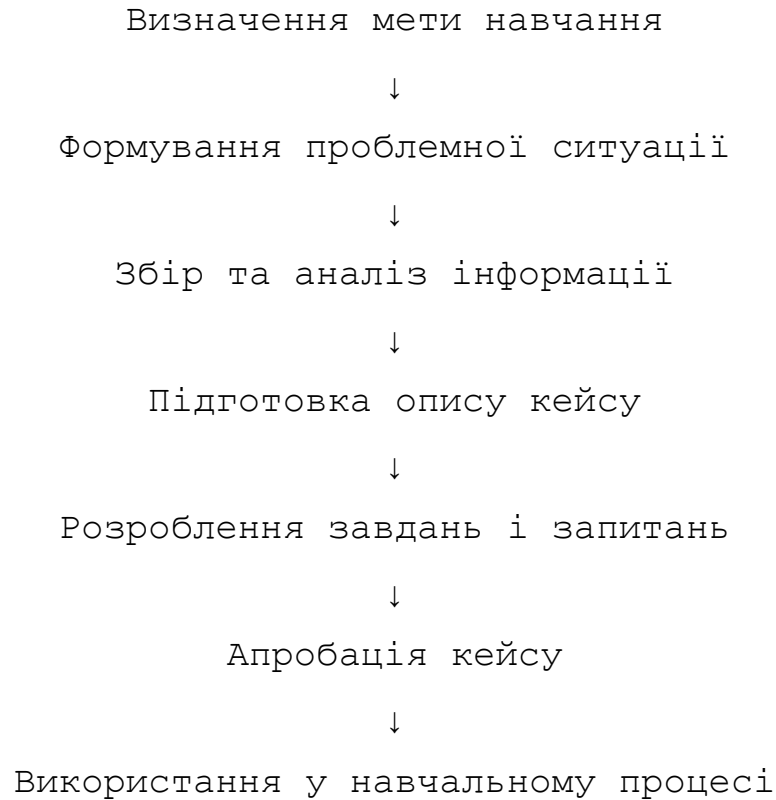 Визначення мети навчання
↓
Формування проблемної ситуації
↓
Збір та аналіз інформації
↓
Підготовка опису кейсу
↓
Розроблення завдань і запитань
↓
Апробація кейсу
↓
Використання у навчальному процесі